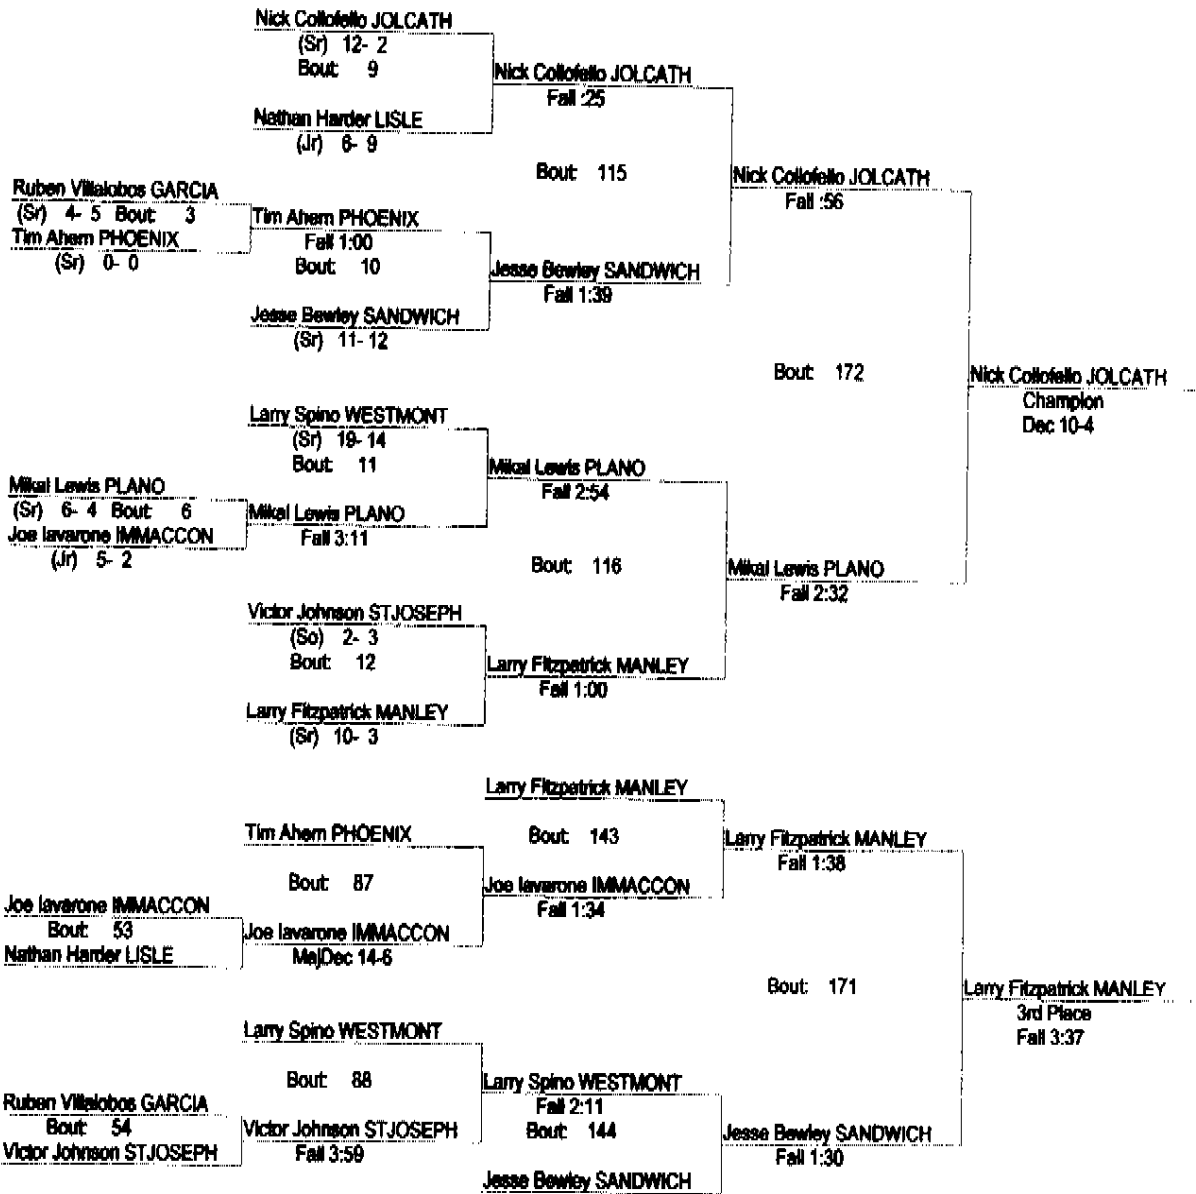 Nick Collofello JOLCATH
(Sr) 12- 2
Bout: 9
Nick Collofello JOLCATH
Fall :25
Nathan Harder LISLE
(Jr) 6- 9
Bout: 115
Nick Collofello JOLCATH
Fall :56
Ruben Villalobos GARCIA
(Sr) 4- 5 Bout: 3
Tim Ahern PHOENIX
(Sr) 0- 0
Tim Ahern PHOENIX
Fall 1:00
Bout: 10
Jesse Bewley SANDWICH
Fall 1:39
Jesse Bewley SANDWICH
(Sr) 11- 12
Bout: 172
Nick Collofello JOLCATH
Champion
Dec 10-4
Larry Spino WESTMONT
(Sr) 19- 14
Bout: 11
Mikal Lewis PLANO
Fall 2:54
Mikal Lewis PLANO
(Sr) 6- 4 Bout: 6
Joe Iavarone IMMACCON
(Jr) 5- 2
Mikal Lewis PLANO
Fall 3:11
Bout: 116
Mikal Lewis PLANO
Fall 2:32
Victor Johnson STJOSEPH
(So) 2- 3
Bout: 12
Larry Fitzpatrick MANLEY
Fall 1:00
Larry Fitzpatrick MANLEY
(Sr) 10- 3
Larry Fitzpatrick MANLEY
Tim Ahern PHOENIX
Bout: 143
Larry Fitzpatrick MANLEY
Fall 1:38
Bout: 87
Joe Iavarone IMMACCON
Fall 1:34
Joe Iavarone IMMACCON
Bout: 53
Nathan Harder LISLE
Joe Iavarone IMMACCON
MajDec 14-6
Bout: 171
Larry Fitzpatrick MANLEY
3rd Place
Fall 3:37
Larry Spino WESTMONT
Bout: 88
Larry Spino WESTMONT
Fall 2:11
Bout: 144
Ruben Villalobos GARCIA
Bout: 54
Victor Johnson STJOSEPH
Victor Johnson STJOSEPH
Fall 3:59
Jesse Bewley SANDWICH
Fall 1:30
Jesse Bewley SANDWICH